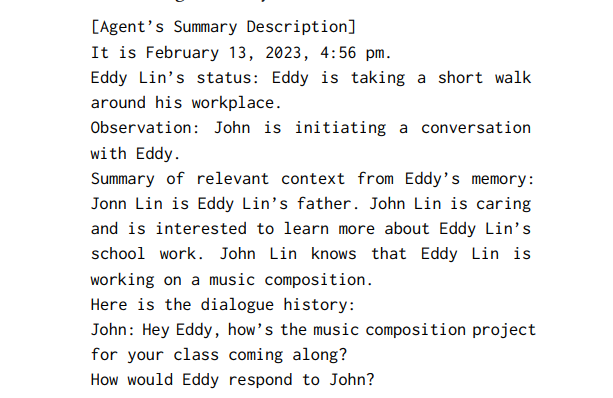 [Agent's Summary Description]
It is February 13, 2023, 4:56 pm.
Eddy Lin's status: Eddy is taking a short walk
around his workplace.
Observation: John is initiating a conversation
with Eddy.
Summary of relevant context from Eddy's memory:
Jonn Lin is Eddy Lin's father. John Lin is caring
and is interested to learn more about Eddy Lin's
school work. John Lin knows that Eddy Lin is
working on a music composition.
Here is the dialogue history:
John: Hey Eddy, how's the music composition project
for your class coming along?
How would Eddy respond to John?